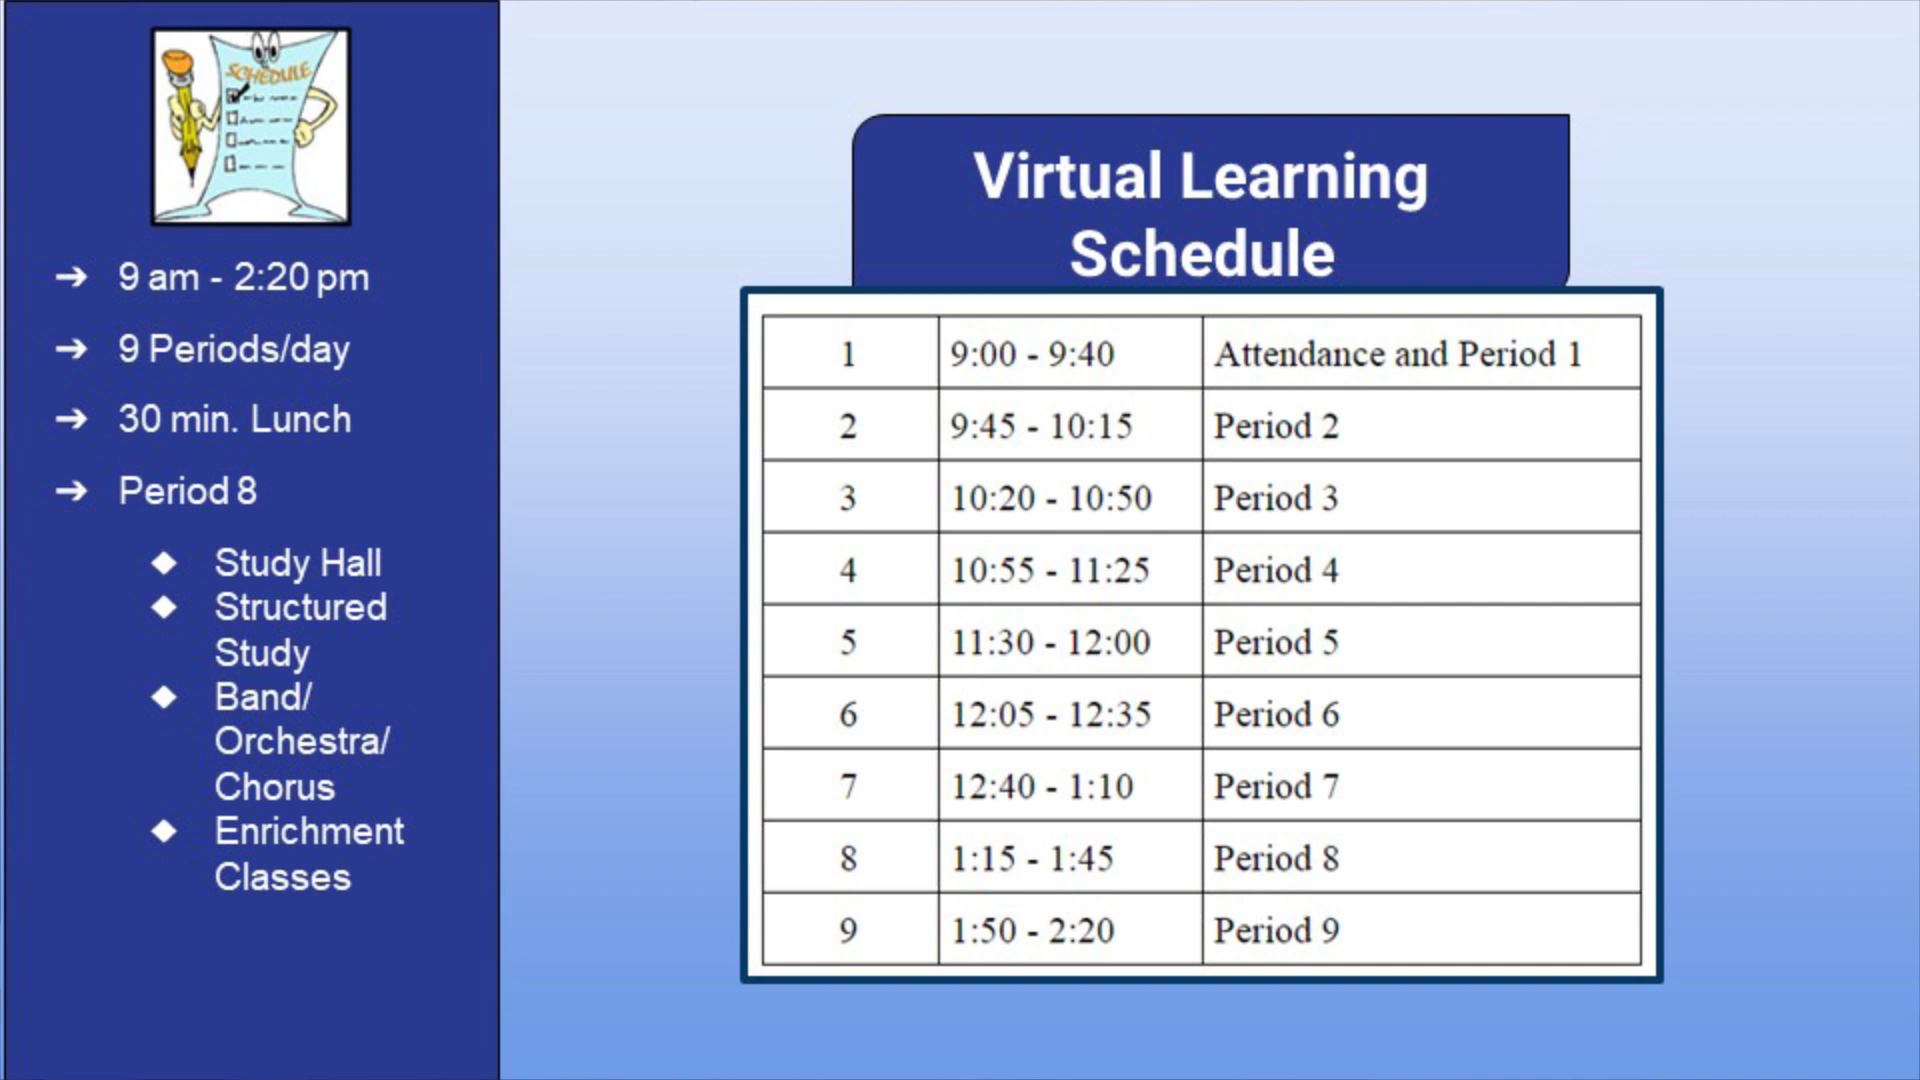 SCHEDULE
➔ 9 am - 2:20 pm
➔ 9 Periods/day
➔ 30 min. Lunch
➔ Period 8
◆ Study Hall
◆ Structured
Study
◆ Band/
Orchestra/
Chorus
◆ Enrichment
Classes
Virtual Learning
Schedule
1 9:00 - 9:40 Attendance and Period 1
2 9:45 - 10:15 Period 2
3 10:20 - 10:50 Period 3
4 10:55 - 11:25 Period 4
5 11:30 - 12:00 Period 5
6 12:05 - 12:35 Period 6
7 12:40 - 1:10 Period 7
8 1:15 - 1:45 Period 8
9 1:50 - 2:20 Period 9